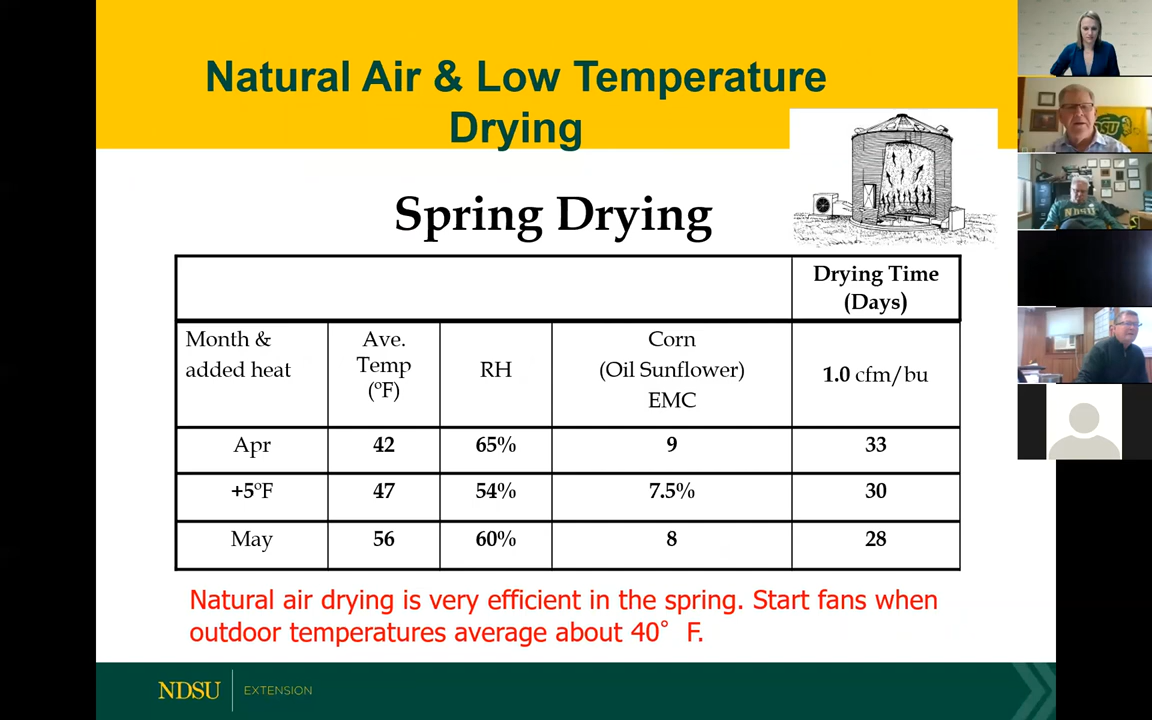 Natural Air & Low Temperature
Drying
Spring Drying
Drying Time
(Days)
Month &
added heat
Ave.
Temp
(ºF)
RH
Corn
(Oil Sunflower)
EMC
1.0 cfm/bu
Apr 42 65% 9 33
+5ºF 47 54% 7.5% 30
May 56 60% 8 28
Natural air drying is very efficient in the spring. Start fans when
outdoor temperatures average about 40° F.
NDSU EXTENSION
NDSU